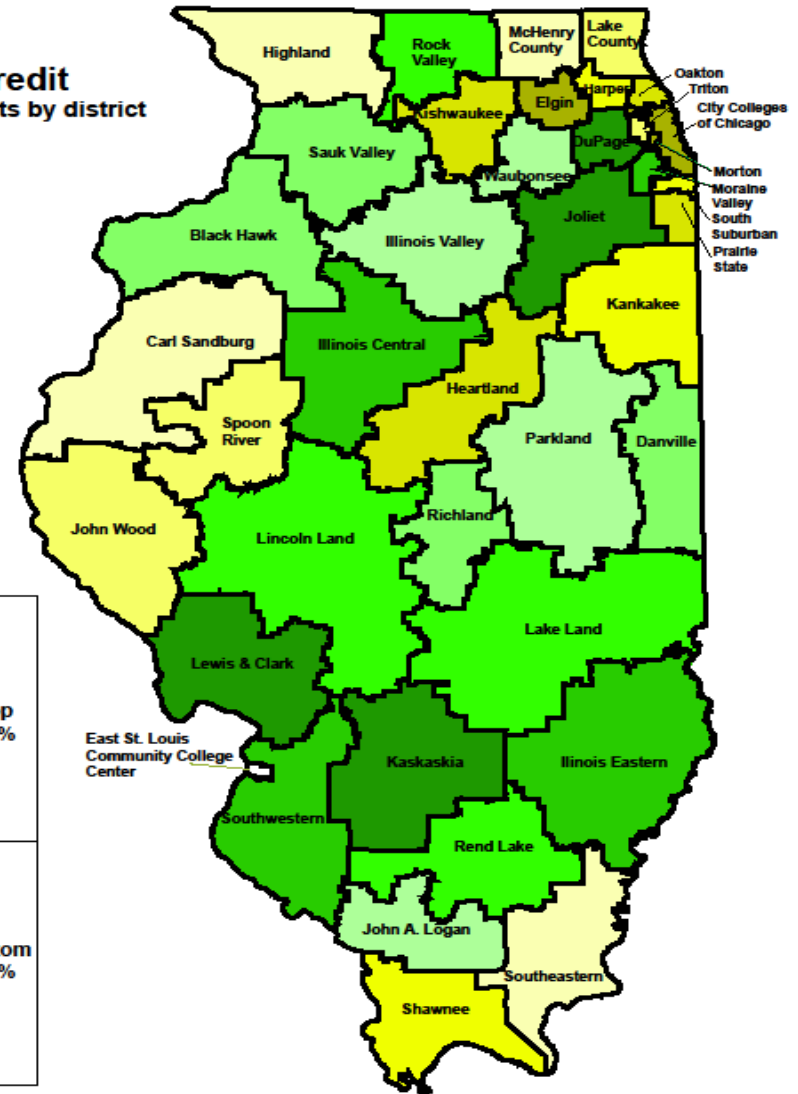 redit
ts by district
Highland
Rock
Valley
McHenry
County
Lake
County
Oakton
Triton
City Colleges
of Chicago
Harper
Elgin
Kishwaukee
DuPage
Sauk Valley
Waubonsee
Morton
Moraine
Valley
South
Suburban
Prairie
State
Joliet
Black Hawk
Illinois Valley
Kankakee
Carl Sandburg
Illinois Central
Heartland
Spoon
River
Parkland
Danville
John Wood
Lincoln Land
Richland
Lake Land
Lewis & Clark
p
%
East St. Louis
Community College
Center
Kaskaskia
Illinois Eastern
Southwestern
Rend Lake
John A. Logan
tom
%
Southeastern
Shawnee